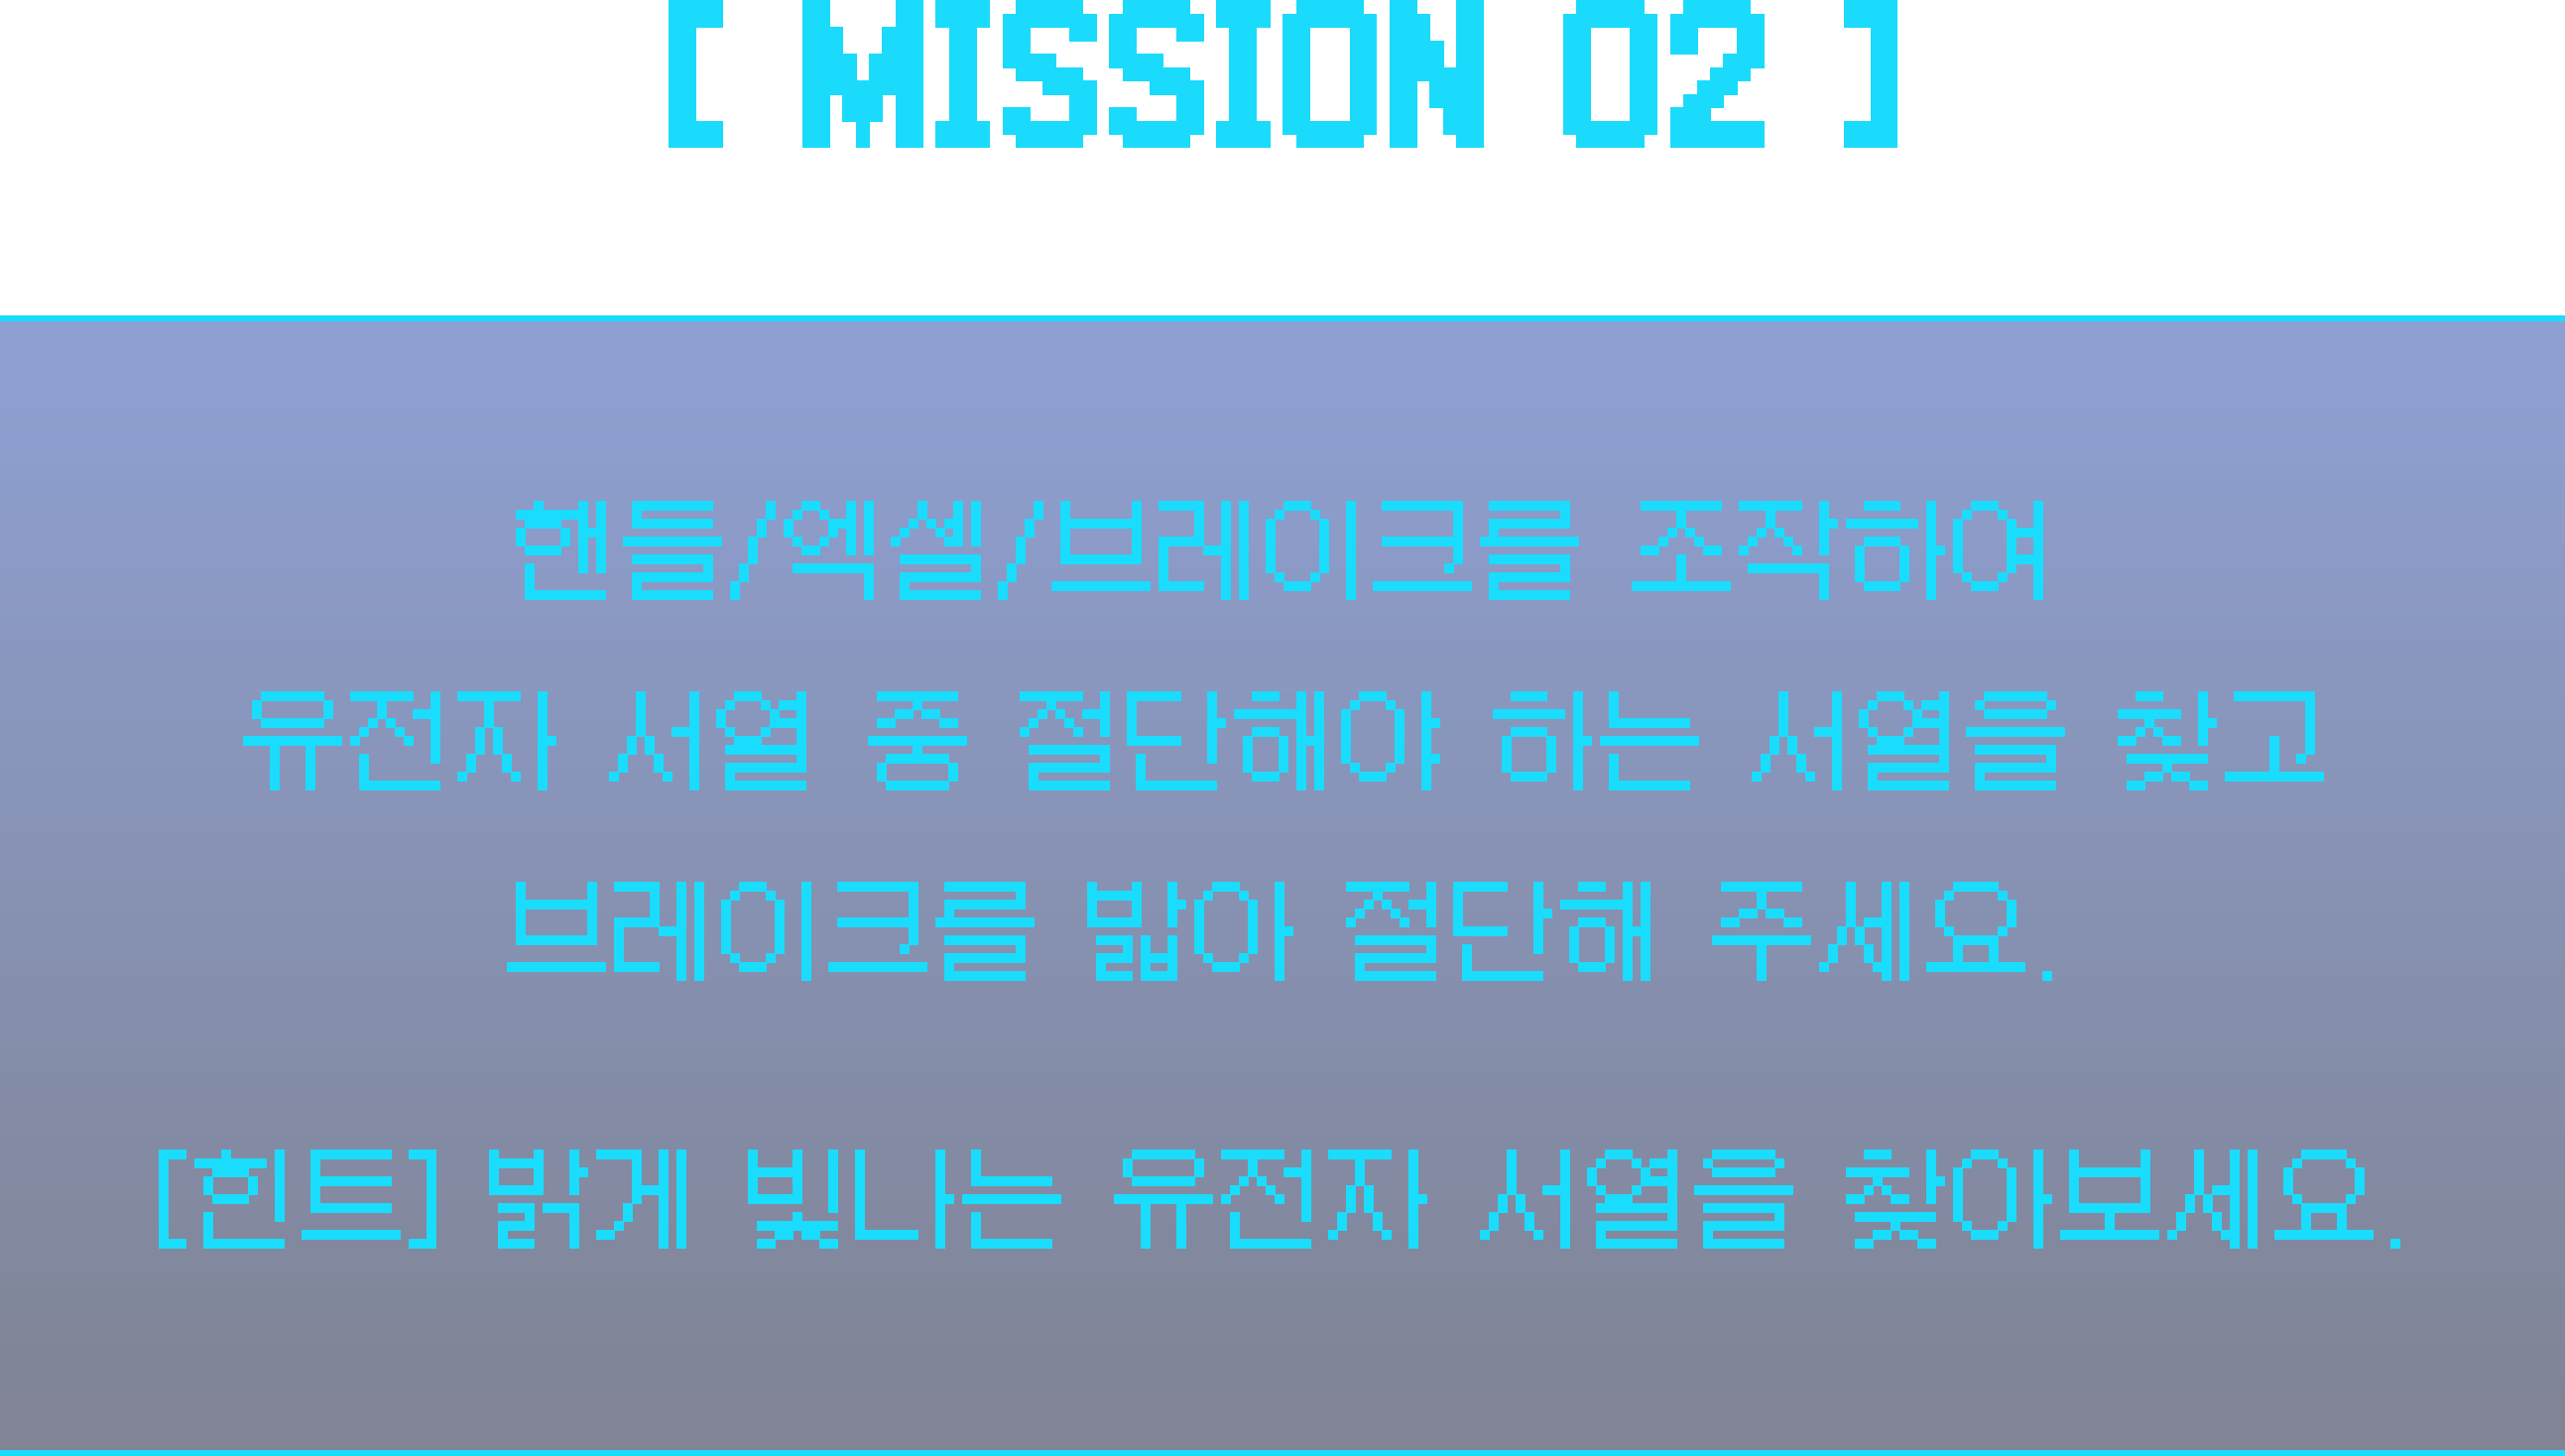 [ MISSION 02 ]
핸들/엑셀/브레이크를 조작하여
유전자 서열 중 절단해야 하는 서열을 찾고
브레이크를 밟아 절단해 주세요.
[힌트] 밝게 빛나는 유전자 서열을 찾아보세요.